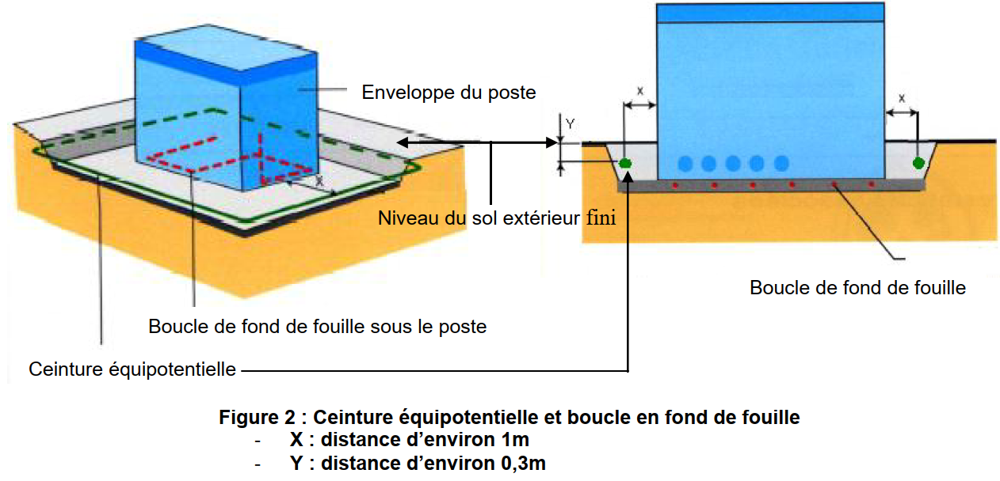 Enveloppe du poste
X
X
X
Y
Niveau du sol extérieur fini
Boucle de fond de fouille
Boucle de fond de fouille sous le poste
Ceinture équipotentielle
Figure 2 : Ceinture équipotentielle et boucle en fond de fouille
- X : distance d’environ 1m
- Y : distance d’environ 0,3m